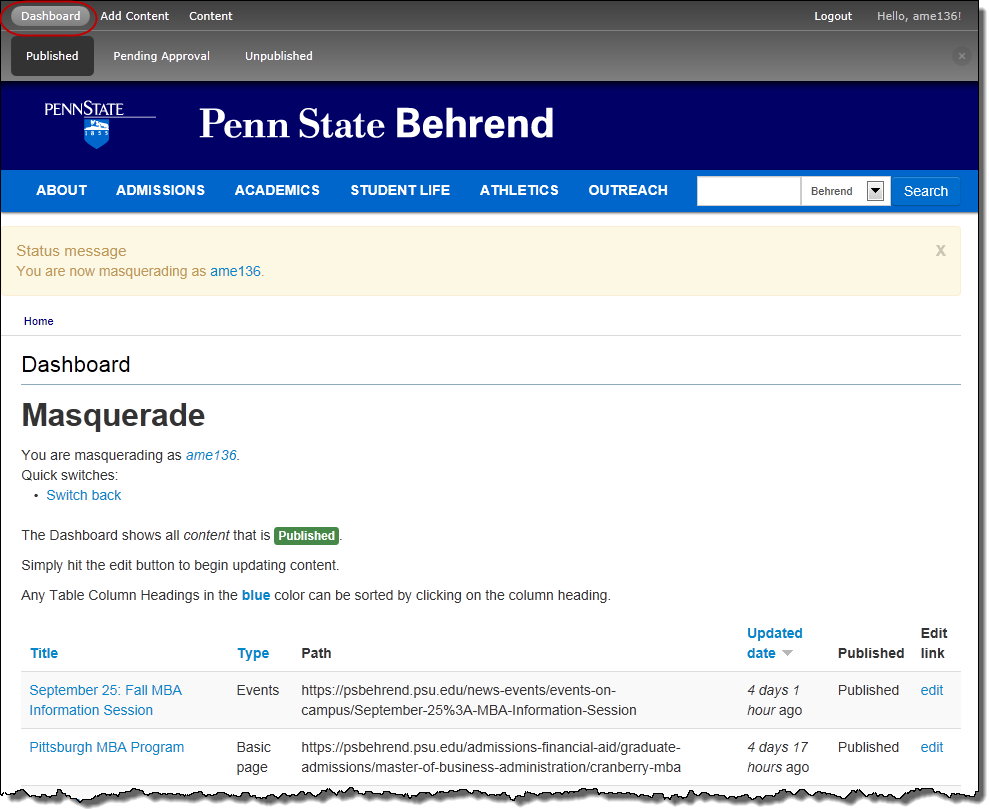 Dashboard Add Content Content Logout Hello, ame136!
Published Pending Approval Unpublished ×
PENNSTATE
1855
Penn State Behrend
ABOUT ADMISSIONS ACADEMICS STUDENT LIFE ATHLETICS OUTREACH Behrend Search
Status message X
You are now masquerading as ame136.
Home
Dashboard
Masquerade
You are masquerading as ame136.
Quick switches:
• Switch back
The Dashboard shows all content that is Published.
Simply hit the edit button to begin updating content.
Any Table Column Headings in the blue color can be sorted by clicking on the column heading.
Title Type Path Updated date Published Edit link
September 25: Fall MBA Events https://psbehrend.psu.edu/news-events/events-on- 4 days 1 Published edit
Information Session campus/September-25%3A-MBA-Information-Session hour ago
Pittsburgh MBA Program Basic https://psbehrend.psu.edu/admissions-financial-aid/graduate- 4 days 17 Published edit
page admissions/master-of-business-administration/cranberry-mba hours ago